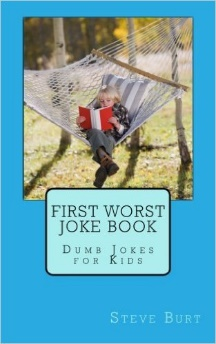 FIRST WORST
JOKE BOOK
DUMB JOKES
FOR KIDS
STEVE BURT